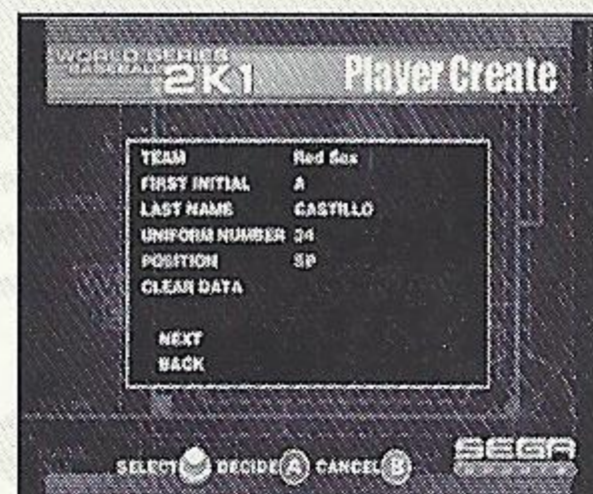 WORLD SERIES
BASEBALL 2K1
Player Create
TEAM Red Sox
FIRST INITIAL A
LAST NAME CASTILLO
UNIFORM NUMBER 34
POSITION SP
CLEAR DATA
NEXT
BACK
SELECT DECIDE A CANCEL B
SEGA